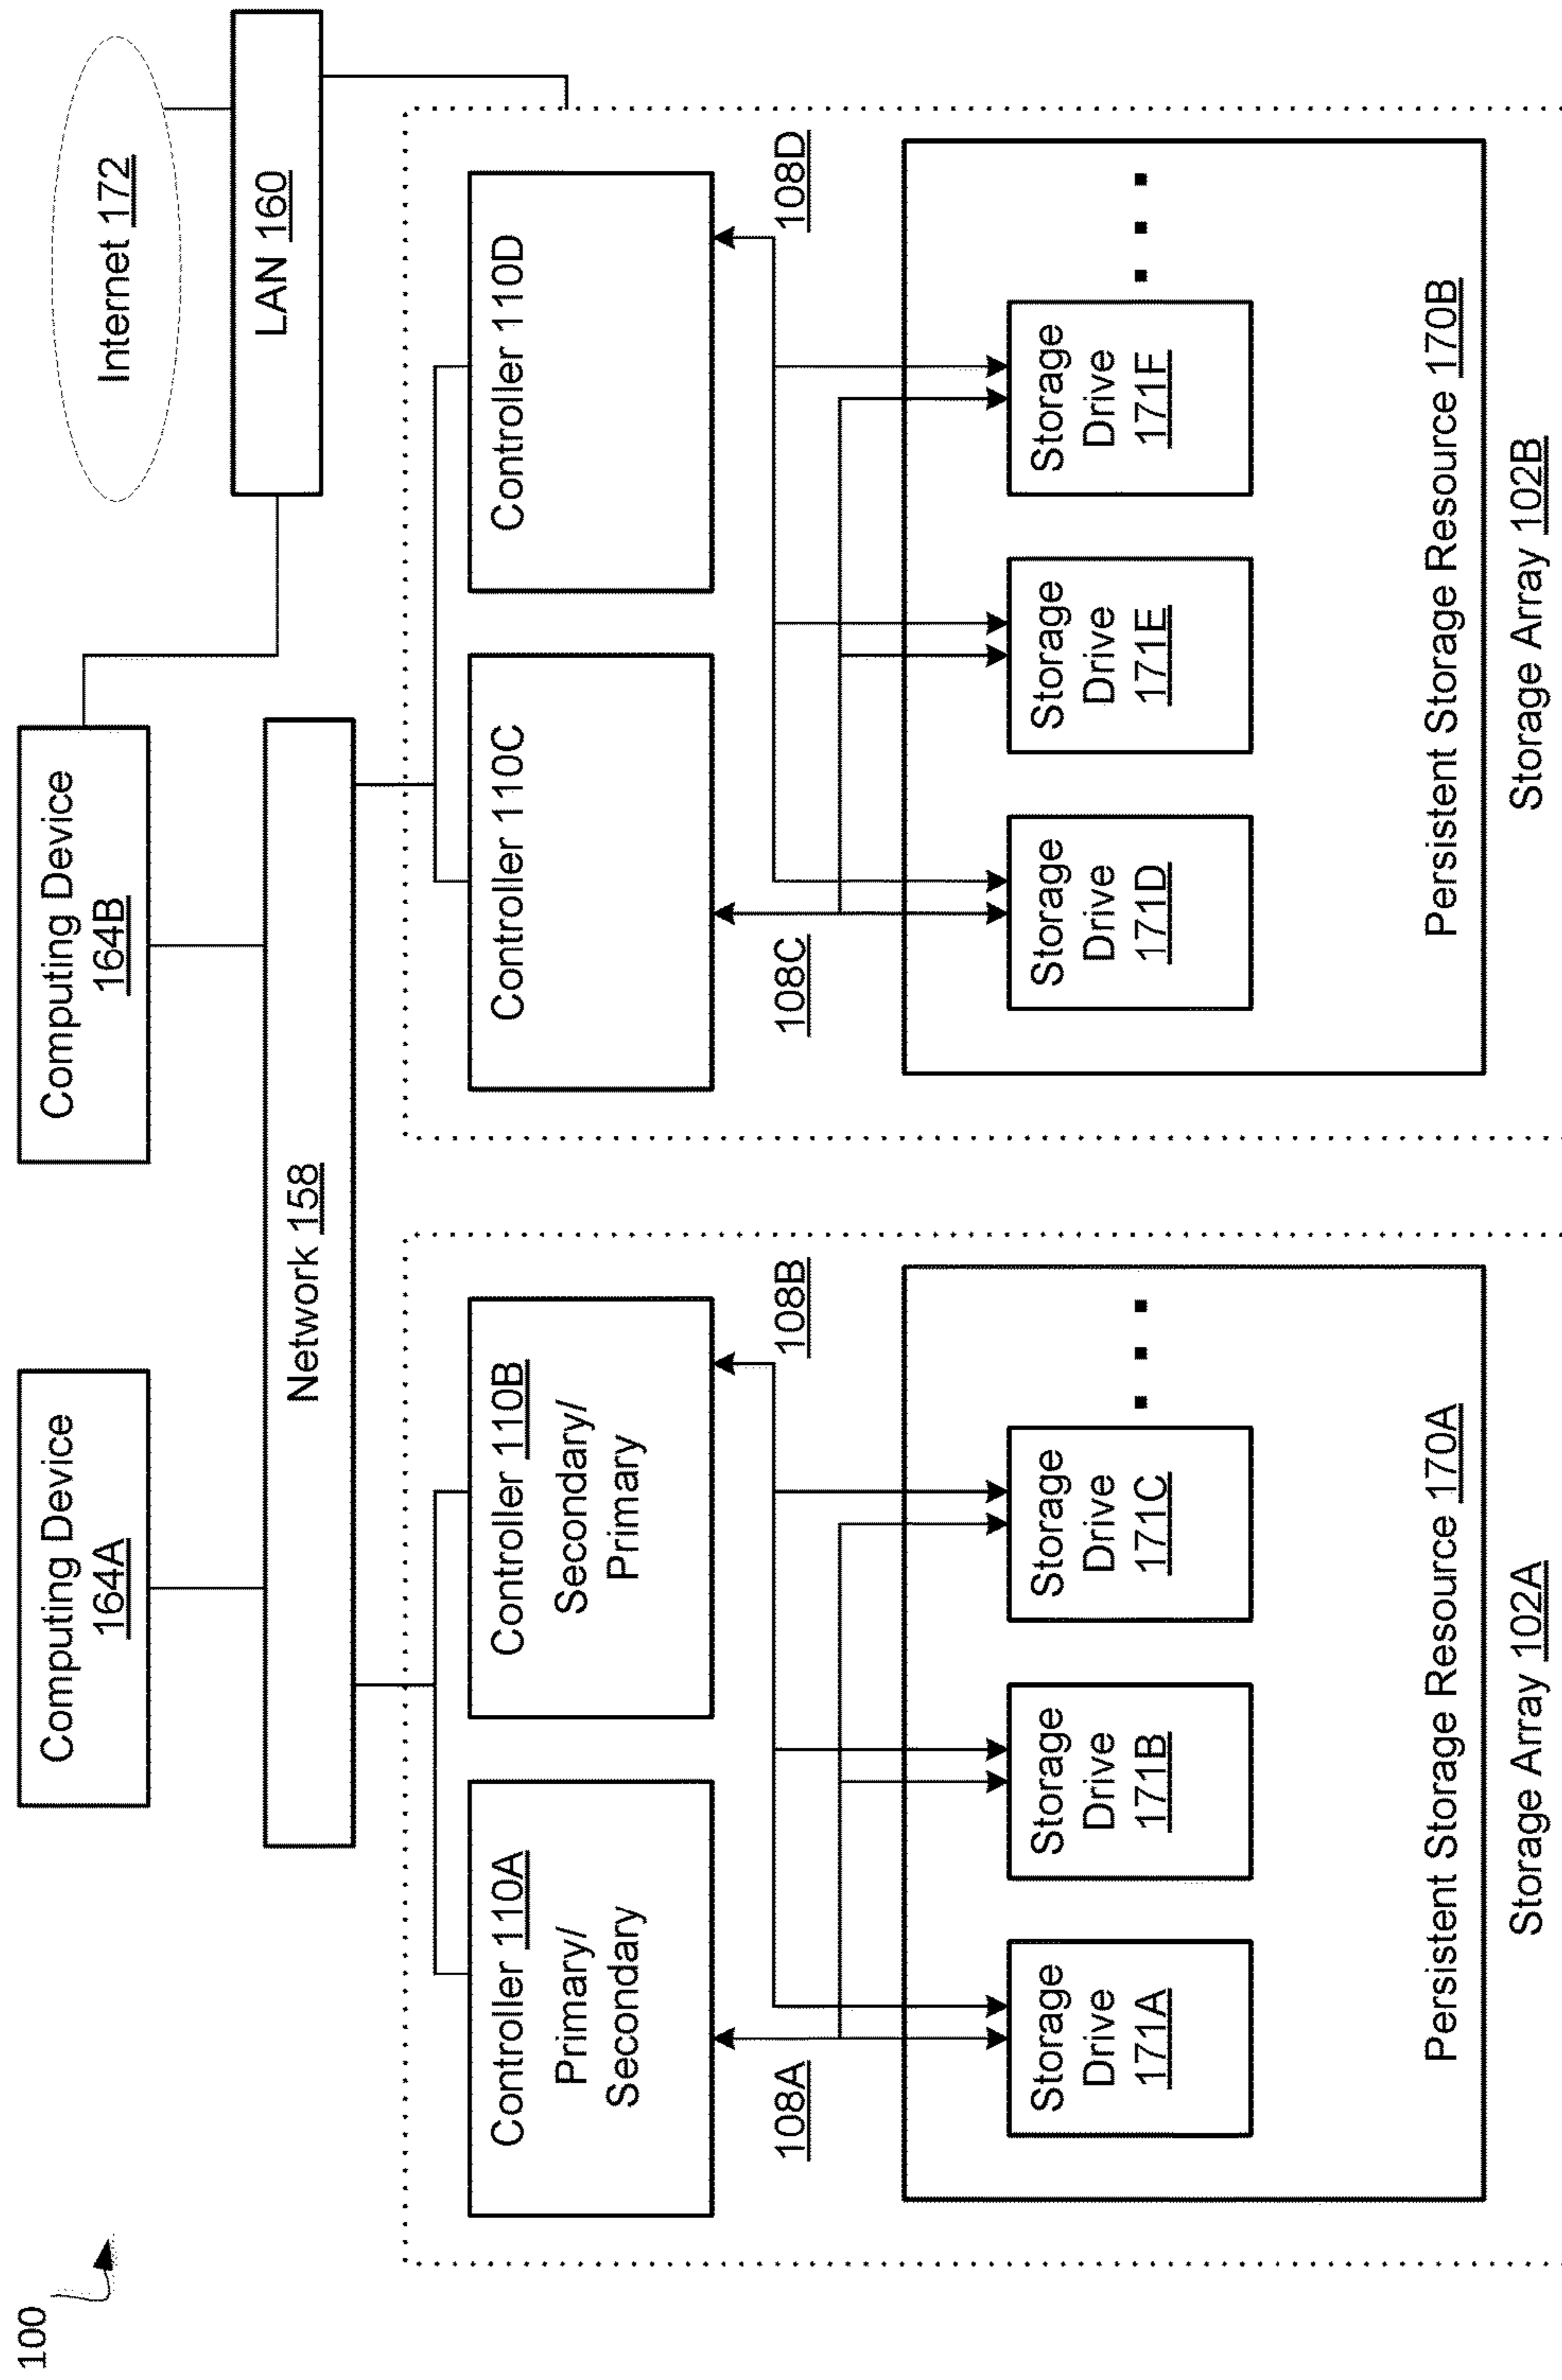 100
Computing Device
164A
Computing Device
164B
Internet 172
LAN 160
Network 158
Controller 110A
Primary/
Secondary
Controller 110B
Secondary/
Primary
Controller 110C
Controller 110D
108A
108B
108C
108D
Storage
Drive
171A
Storage
Drive
171B
Storage
Drive
171C
Storage
Drive
171D
Storage
Drive
171E
Storage
Drive
171F
Persistent Storage Resource 170A
Persistent Storage Resource 170B
Storage Array 102A
Storage Array 102B